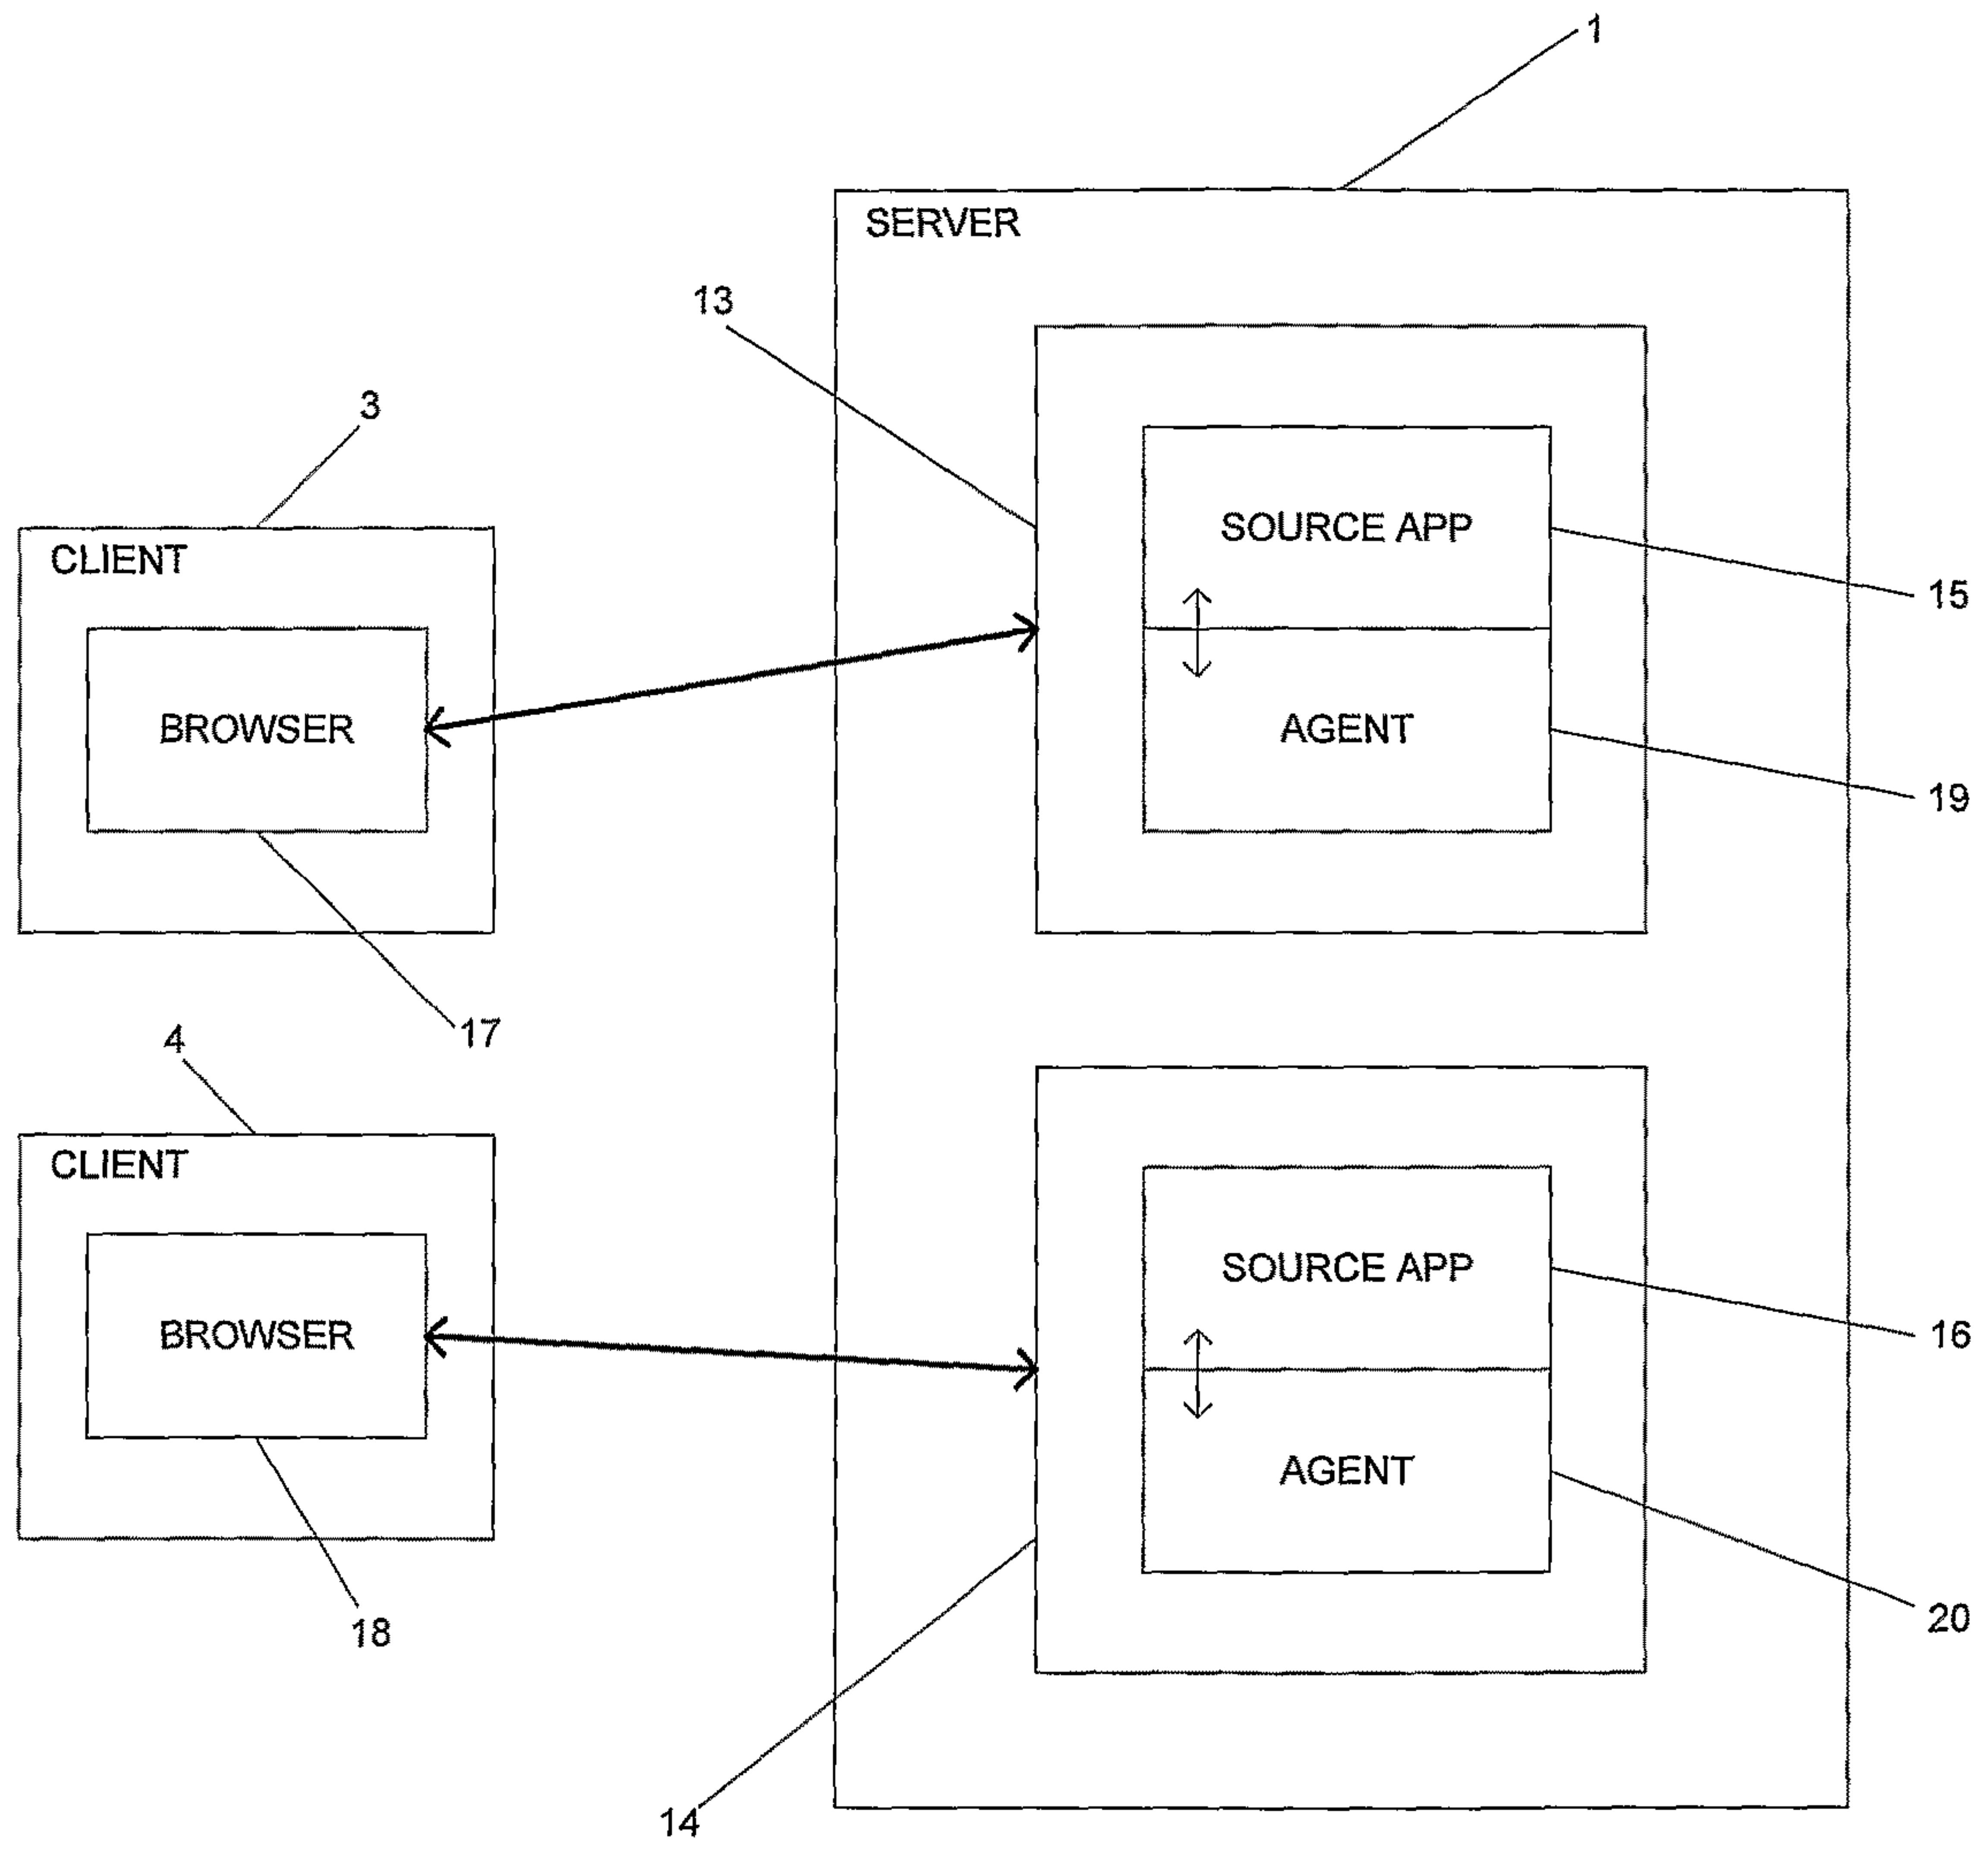 1
SERVER
13
3
CLIENT
SOURCE APP
15
BROWSER
AGENT
19
17
4
CLIENT
SOURCE APP
BROWSER
16
AGENT
18
20
14